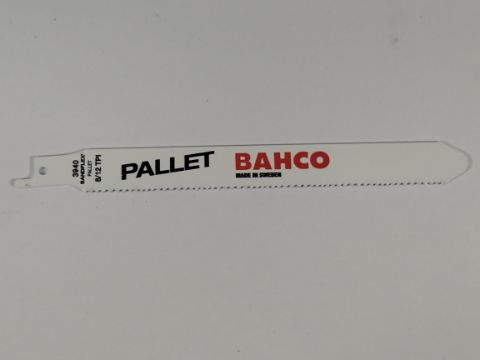 3940
SANDFLEX®
PALLET
8/12 TPI
PALLET
BAHCO
MADE IN SWEDEN